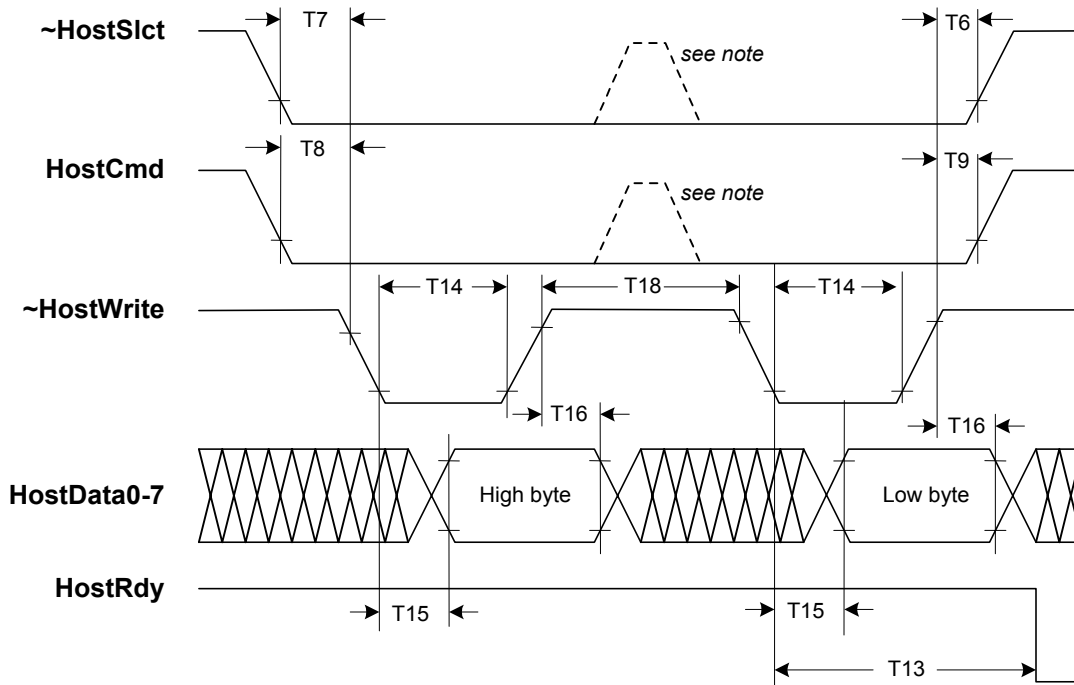 ~HostSlct
T7
T6
see note
HostCmd
T8
T9
see note
~HostWrite
T14
T18
T14
T16
T16
HostData0-7
High byte
Low byte
HostRdy
T15
T15
T13